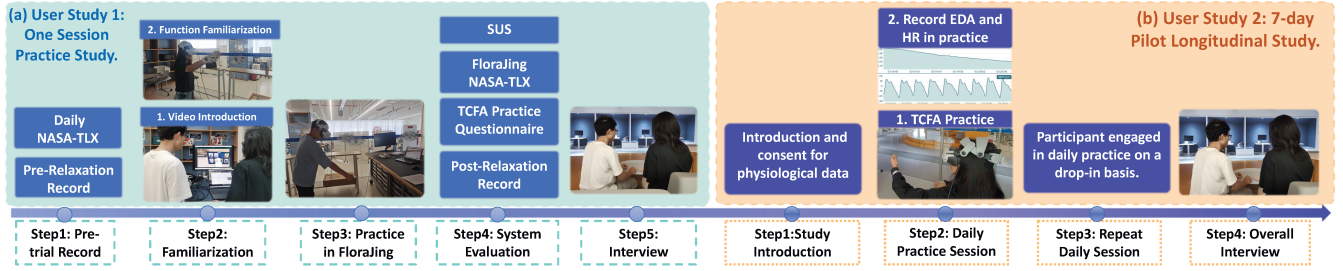 (a) User Study 1:
One Session
Practice Study.
Daily
NASA-TLX
Pre-Relaxation
Record
2. Function Familiarization
1. Video Introduction
SUS
FloraJing
NASA-TLX
TCFA Practice
Questionnaire
Post-Relaxation
Record
Step1: Pre-
trial Record
Step2:
Familiarization
Step3: Practice
in FloraJing
Step4: System
Evaluation
Step5:
Interview
(b) User Study 2: 7-day
Pilot Longitudinal Study.
Introduction and
consent for
physiological data
2. Record EDA and
HR in practice
1. TCFA Practice
Participant engaged
in daily practice on a
drop-in basis.
Step1:Study
Introduction
Step2: Daily
Practice Session
Step3: Repeat
Daily Session
Step4: Overall
Interview